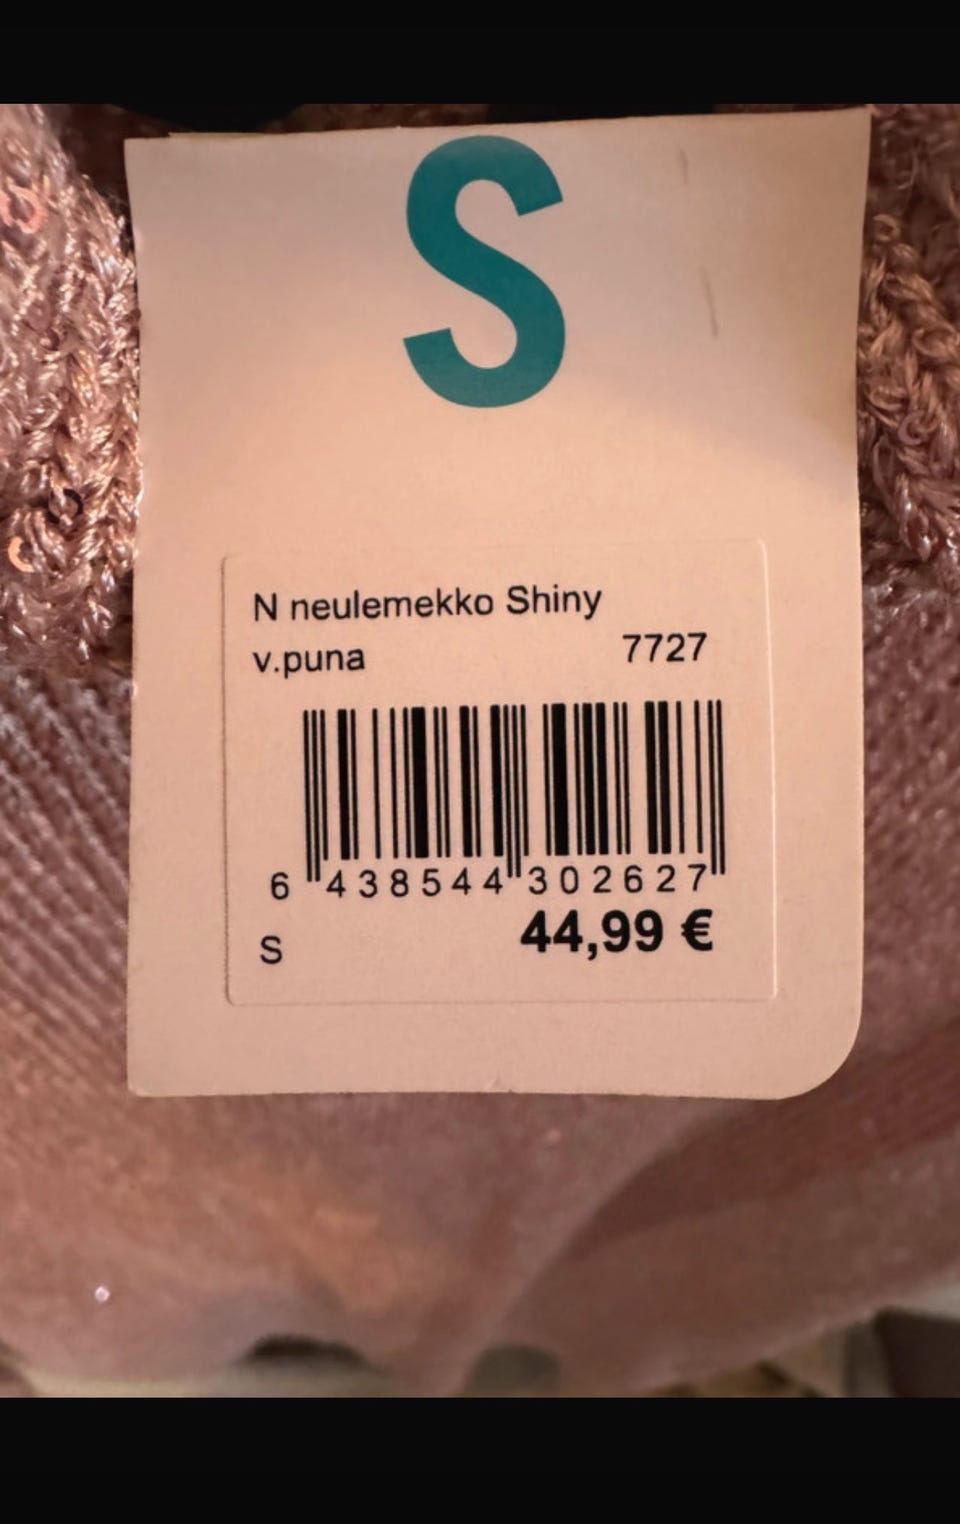 S
N neulemekko Shiny
v.puna 7727
6 438544 302627
S 44,99 €